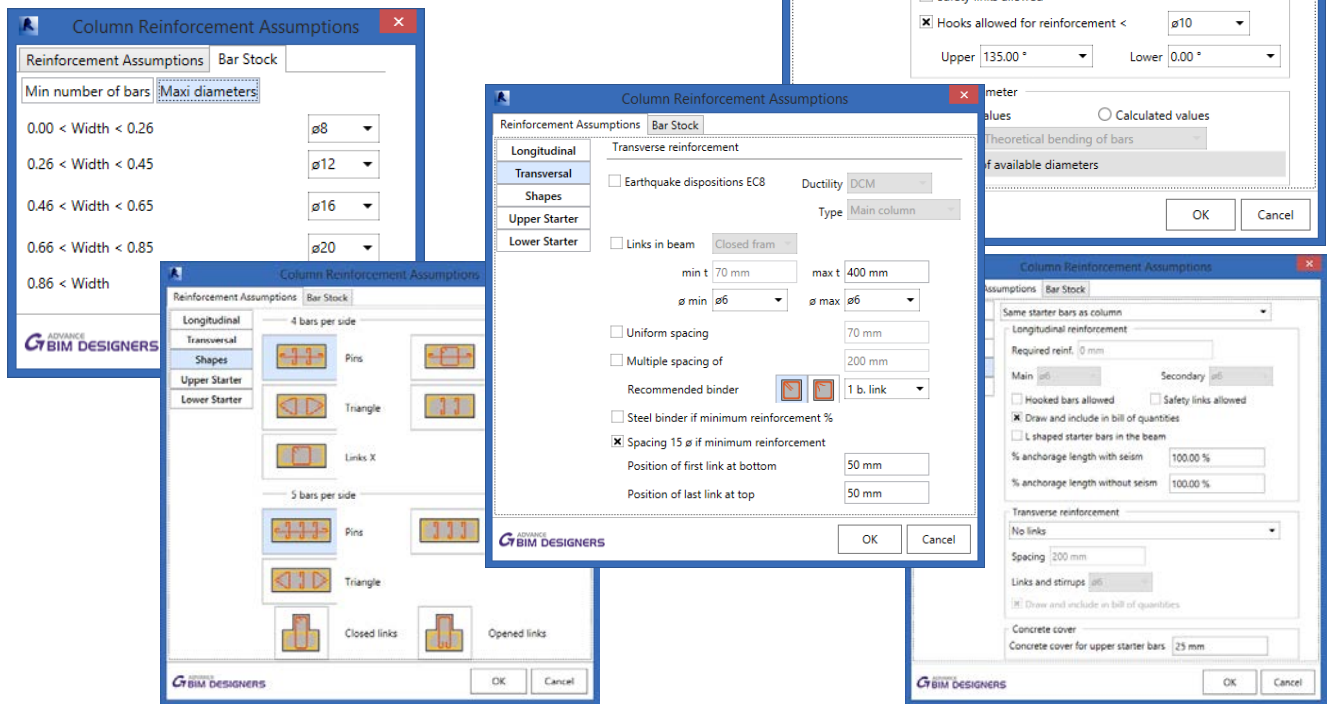 Column Reinforcement Assumptions
Reinforcement Assumptions Bar Stock
Min number of bars Maxi diameters
0.00 < Width < 0.26 ø8
0.26 < Width < 0.45 ø12
0.46 < Width < 0.65 ø16
0.66 < Width < 0.85 ø20
0.86 < Width
ADVANCE
BIM DESIGNERS
Column Reinforcement Assumptions
Reinforcement Assumptions Bar Stock
Longitudinal
Transversal
Shapes
Upper Starter
Lower Starter
4 bars per side
Pins
Triangle
Links X
5 bars per side
Pins
Triangle
Closed links Opened links
ADVANCE
BIM DESIGNERS
OK Cancel
Column Reinforcement Assumptions
Reinforcement Assumptions Bar Stock
Longitudinal
Transversal
Shapes
Upper Starter
Lower Starter
Transverse reinforcement
Earthquake dispositions EC8 Ductility DCM
Type Main column
Links in beam Closed fram
min t 70 mm max t 400 mm
ø min ø6 ø max ø6
Uniform spacing 70 mm
Multiple spacing of 200 mm
Recommended binder 1 b. link
Steel binder if minimum reinforcement %
Spacing 15 ø if minimum reinforcement
Position of first link at bottom 50 mm
Position of last link at top 50 mm
ADVANCE
BIM DESIGNERS
OK Cancel
Hooks allowed for reinforcement < ø10
Upper 135.00 ° Lower 0.00 °
meter
alues Calculated values
Theoretical bending of bars
of available diameters
OK Cancel
Column Reinforcement Assumptions
Assumptions Bar Stock
Same starter bars as column
Longitudinal reinforcement
Required reinf. 0 mm
Main ø6 Secondary ø6
Hooked bars allowed Safety links allowed
Draw and include in bill of quantities
L shaped starter bars in the beam
% anchorage length with seism 100.00 %
% anchorage length without seism 100.00 %
Transverse reinforcement
No links
Spacing 200 mm
Links and stirrups ø6
Draw and include in bill of quantities
Concrete cover
Concrete cover for upper starter bars 25 mm
ADVANCE
BIM DESIGNERS
OK Cancel